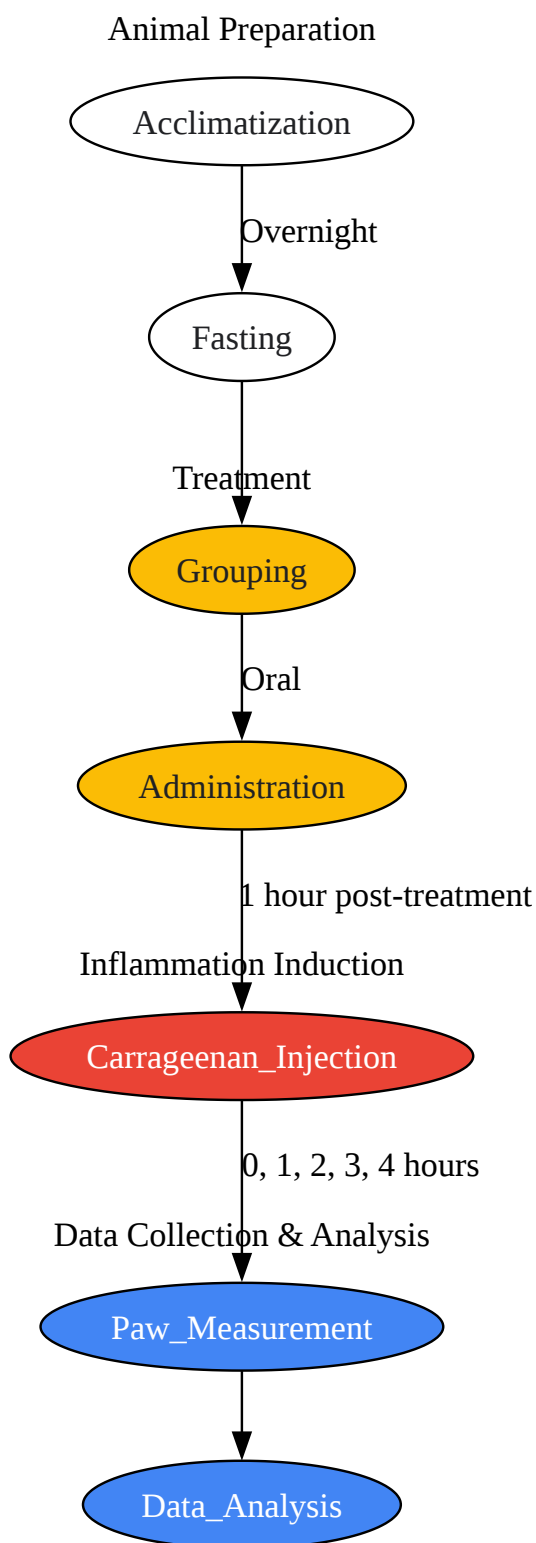 Animal Preparation
Acclimatization
Overnight
Fasting
Treatment
Grouping
Oral
Administration
1 hour post-treatment
Inflammation Induction
Carrageenan_Injection
0, 1, 2, 3, 4 hours
Data Collection & Analysis
Paw_Measurement
Data_Analysis